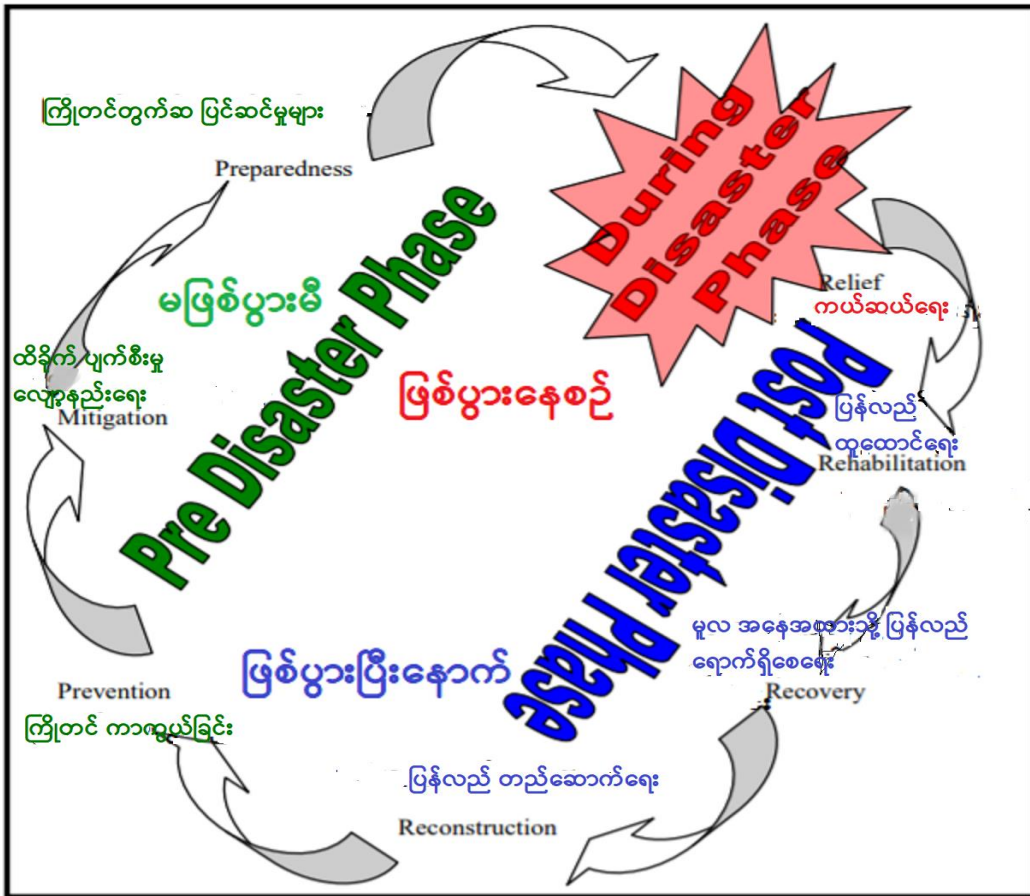 ကြိုတင်တွက်ဆ ပြင်ဆင်မှုများ
Preparedness
During
Disaster
Phase
Pre Disaster Phase
မဖြစ်ပွားမီ
Relief
ကယ်ဆယ်ရေး
ထိခိုက် ပျက်စီးမှု
လျော့နည်းရေး
Mitigation
ဖြစ်ပွားနေစဉ်
ပြန်လည်
ထူထောင်ရေး
Rehabilitation
Post Disaster Phase
မူလ အနေအထားသို့ ပြန်လည်
ရောက်ရှိစေရေး
Recovery
ဖြစ်ပွားပြီးနောက်
Prevention
ကြိုတင် ကာကွယ်ခြင်း
ပြန်လည် တည်ဆောက်ရေး
Reconstruction